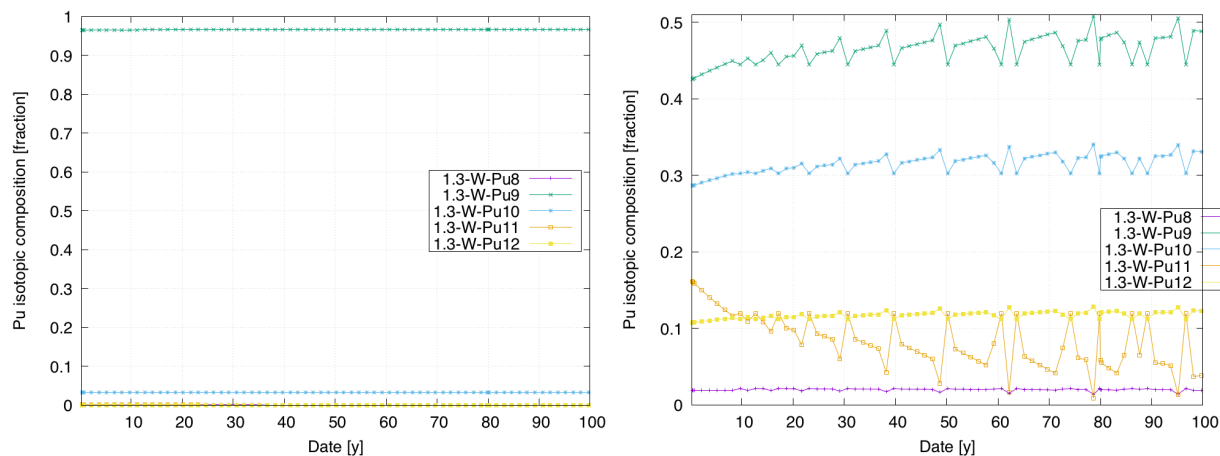 Pu isotopic composition [fraction]
1
0.9
0.8
0.7
0.6
0.5
0.4
0.3
0.2
0.1
0
1.3-W-Pu8
1.3-W-Pu9
1.3-W-Pu10
1.3-W-Pu11
1.3-W-Pu12
0 10 20 30 40 50 60 70 80 90 100
Date [y]
Pu isotopic composition [fraction]
0.5
0.4
0.3
0.2
0.1
0
1.3-W-Pu8
1.3-W-Pu9
1.3-W-Pu10
1.3-W-Pu11
1.3-W-Pu12
10 20 30 40 50 60 70 80 90 100
Date [y]